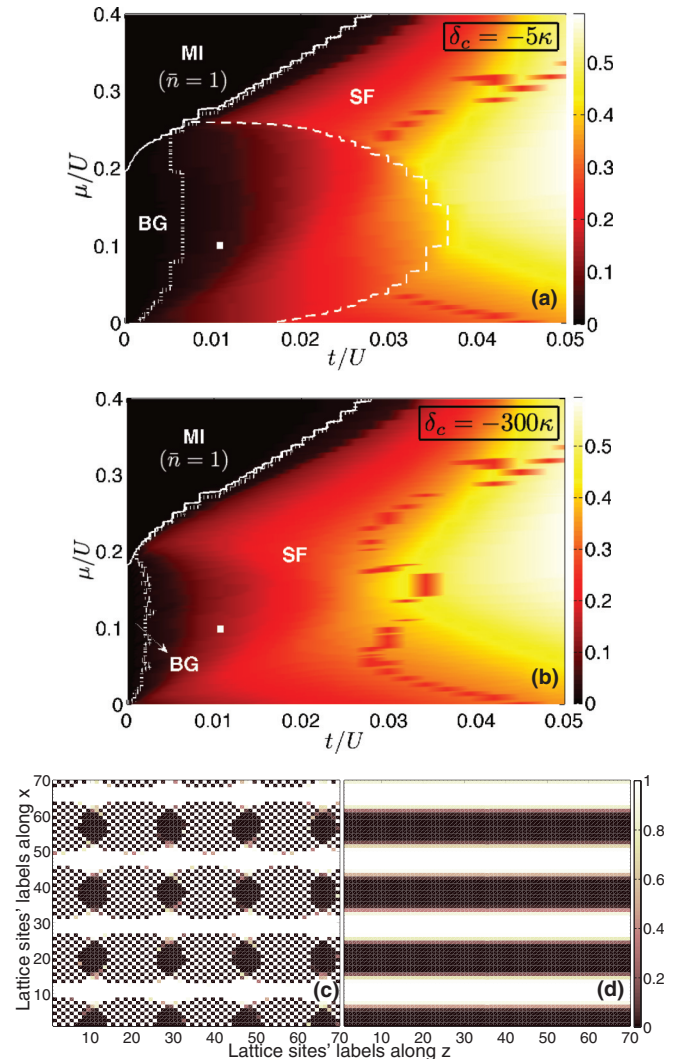 0.4
MI
(n̄ = 1)
δc = −5κ
SF
0.5
0.3
0.4
μ/U
0.2
0.3
BG
0.2
0.1
0.1
(a)
0
0
0
0.01
0.02
0.03
0.04
0.05
t/U
0.4
MI
(n̄ = 1)
δc = −300κ
0.5
0.3
0.4
μ/U
0.2
SF
0.3
0.1
0.2
BG
0.1
(b)
0
0
0
0.01
0.02
0.03
0.04
0.05
t/U
Lattice sites' labels along x
70
60
50
40
30
20
10
(c)
(d)
1
0.8
0.6
0.4
0.2
0
10 20 30 40 50 60 70
10 20 30 40 50 60 70
Lattice sites' labels along z